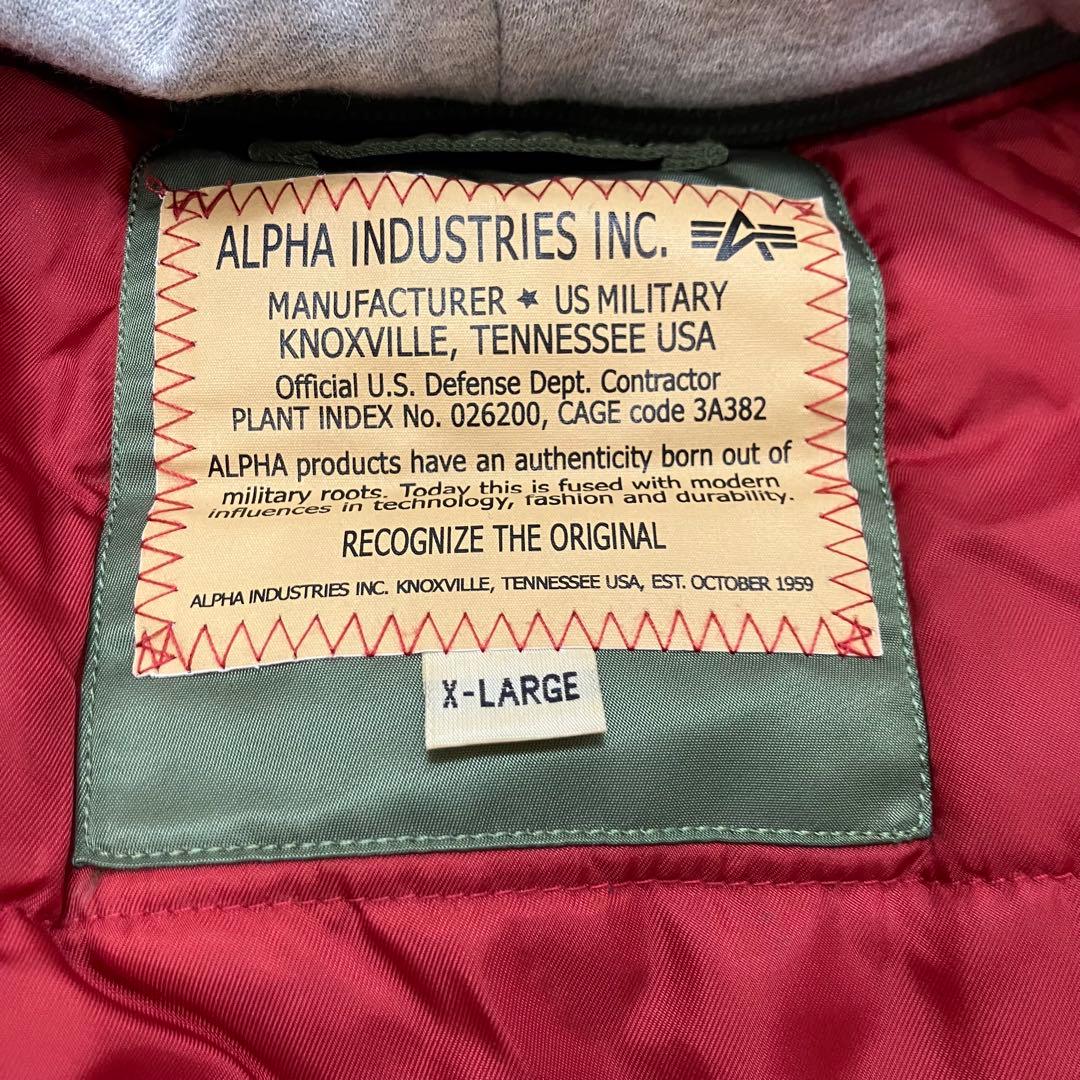 ALPHA INDUSTRIES INC.
MANUFACTURER ★ US MILITARY
KNOXVILLE, TENNESSEE USA
Official U.S. Defense Dept. Contractor
PLANT INDEX No. 026200, CAGE code 3A382
ALPHA products have an authenticity born out of
military roots. Today this is fused with modern
influences in technology, fashion and durability.
RECOGNIZE THE ORIGINAL
ALPHA INDUSTRIES INC. KNOXVILLE, TENNESSEE USA, EST. OCTOBER 1959
X-LARGE